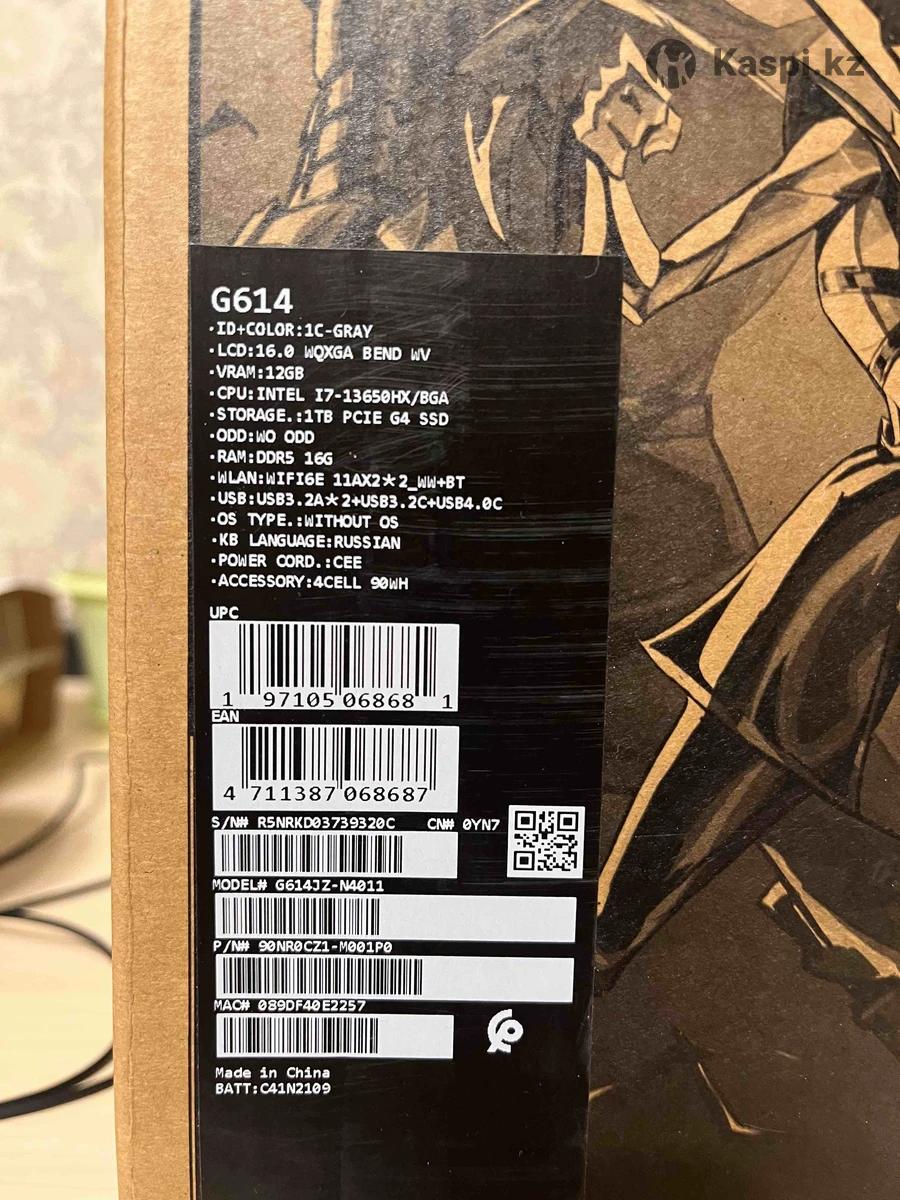 Kaspi.kz
G614
·ID+COLOR:1C-GRAY
·LCD:16.0 WQXGA BEND WV
·VRAM:12GB
·CPU:INTEL I7-13650HX/BGA
·STORAGE.:1TB PCIE G4 SSD
·ODD:WO ODD
·RAM:DDR5 16G
·WLAN:WIFI6E 11AX2*2_WW+BT
·USB:USB3.2A*2+USB3.2C+USB4.0C
·OS TYPE.:WITHOUT OS
·KB LANGUAGE:RUSSIAN
·POWER CORD.:CEE
·ACCESSORY:4CELL 90WH
UPC
1 97105 06868 1
EAN
4 711387 068687
S/N# R5NRKD03739320C CN# 0YN7
MODEL# G614JZ-N4011
P/N# 90NR0CZ1-M001P0
MAC# 089DF40E2257
Made in China
BATT:C41N2109